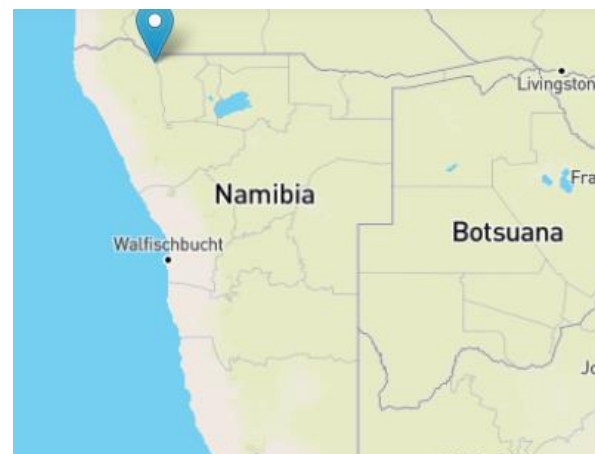 Livingston
Fra
Namibia
Botsuana
Walfischbucht
Jo